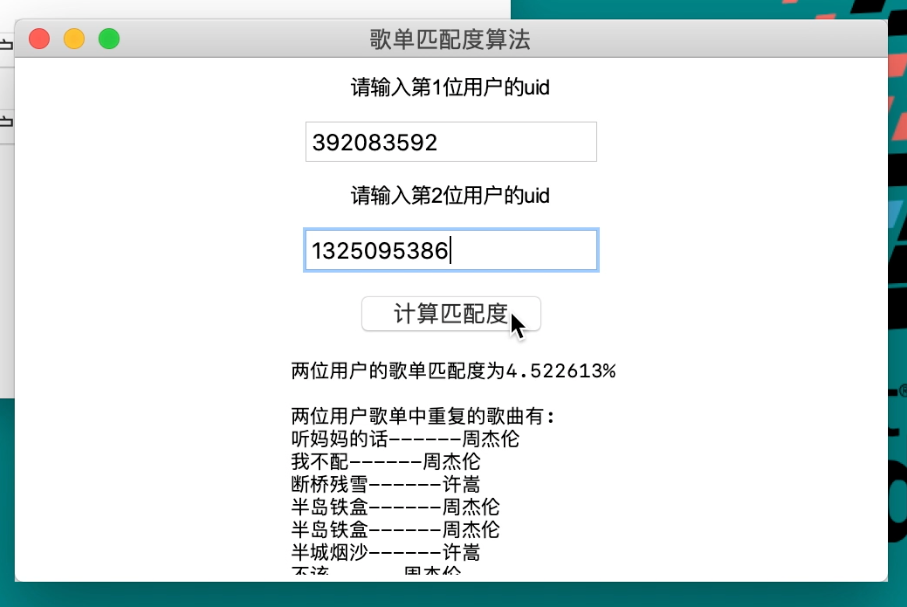 歌单匹配度算法
请输入第1位用户的uid
392083592
请输入第2位用户的uid
1325095386
计算匹配度
两位用户的歌单匹配度为4.522613%
两位用户歌单中重复的歌曲有:
听妈妈的话------周杰伦
我不配------周杰伦
断桥残雪------许嵩
半岛铁盒------周杰伦
半岛铁盒------周杰伦
半城烟沙------许嵩
不该------周杰伦